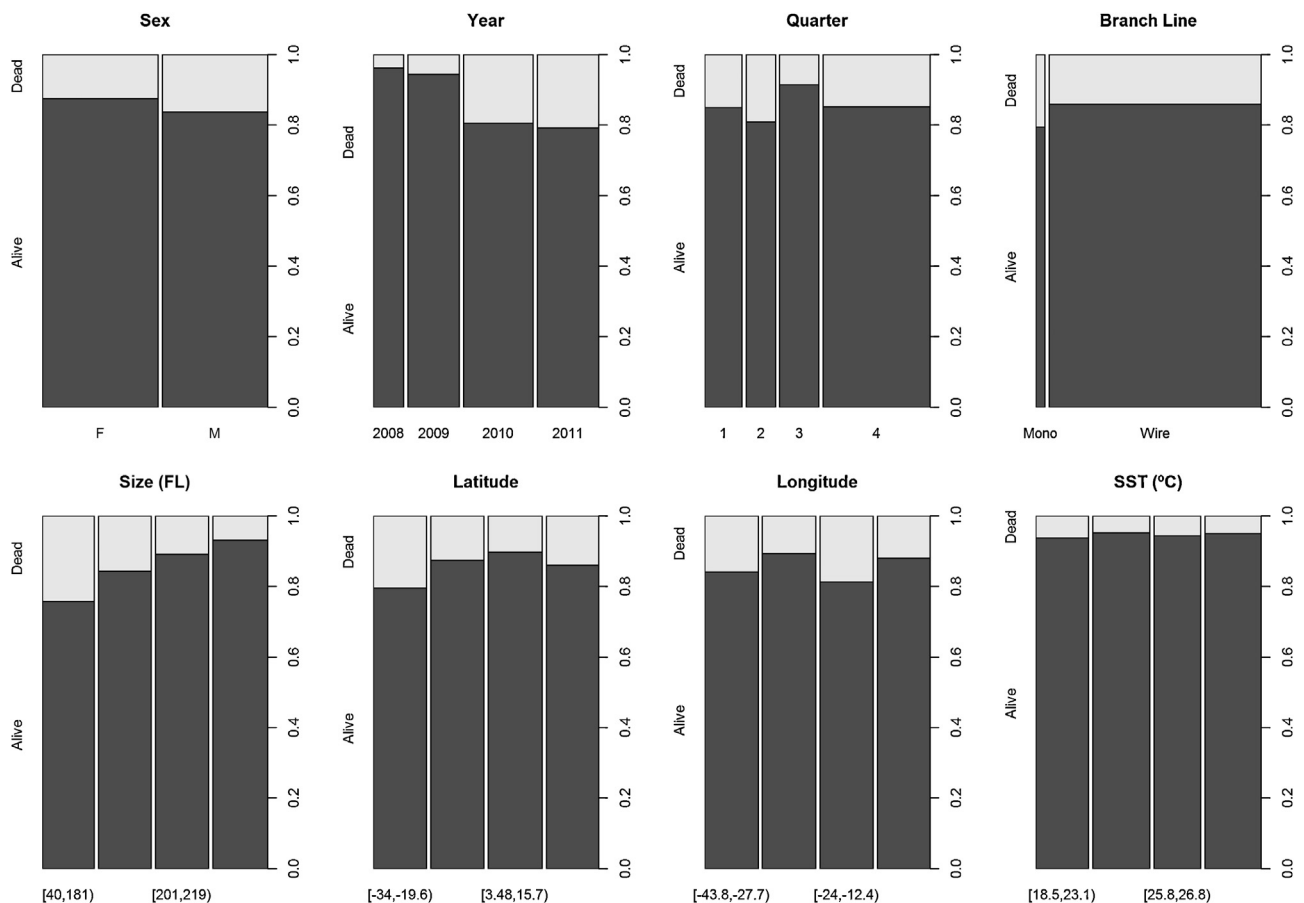 Sex
Dead
Alive
0.0 0.2 0.4 0.6 0.8 1.0
F M
Year
Dead
Alive
0.0 0.2 0.4 0.6 0.8 1.0
2008 2009 2010 2011
Quarter
Dead
Alive
0.0 0.2 0.4 0.6 0.8 1.0
1 2 3 4
Branch Line
Dead
Alive
0.0 0.2 0.4 0.6 0.8 1.0
Mono Wire
Size (FL)
Dead
Alive
0.0 0.2 0.4 0.6 0.8 1.0
[40,181) [201,219)
Latitude
Dead
Alive
0.0 0.2 0.4 0.6 0.8 1.0
[-34,-19.6) [3.48,15.7)
Longitude
Dead
Alive
0.0 0.2 0.4 0.6 0.8 1.0
[-43.8,-27.7) [-24,-12.4)
SST (ºC)
Dead
Alive
0.0 0.2 0.4 0.6 0.8 1.0
[18.5,23.1) [25.8,26.8)